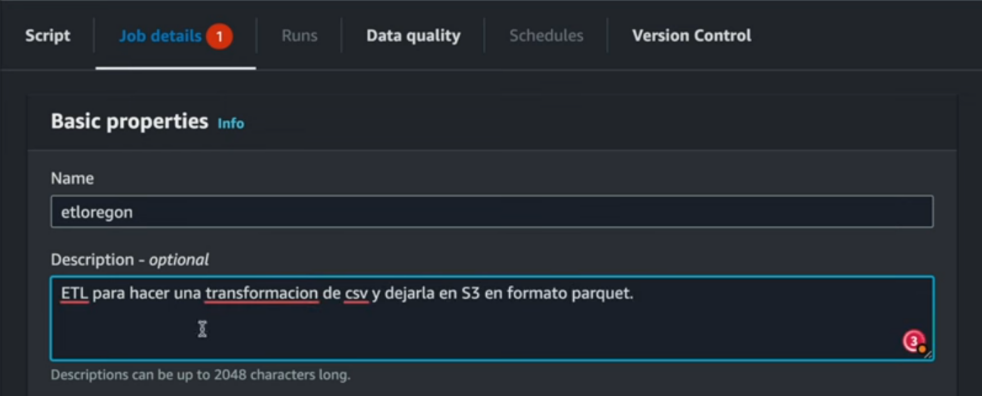 Script Job details 1 Runs Data quality Schedules Version Control
Basic properties Info
Name
etloregon
Description - optional
ETL para hacer una transformacion de csv y dejarla en S3 en formato parquet.
3
Descriptions can be up to 2048 characters long.